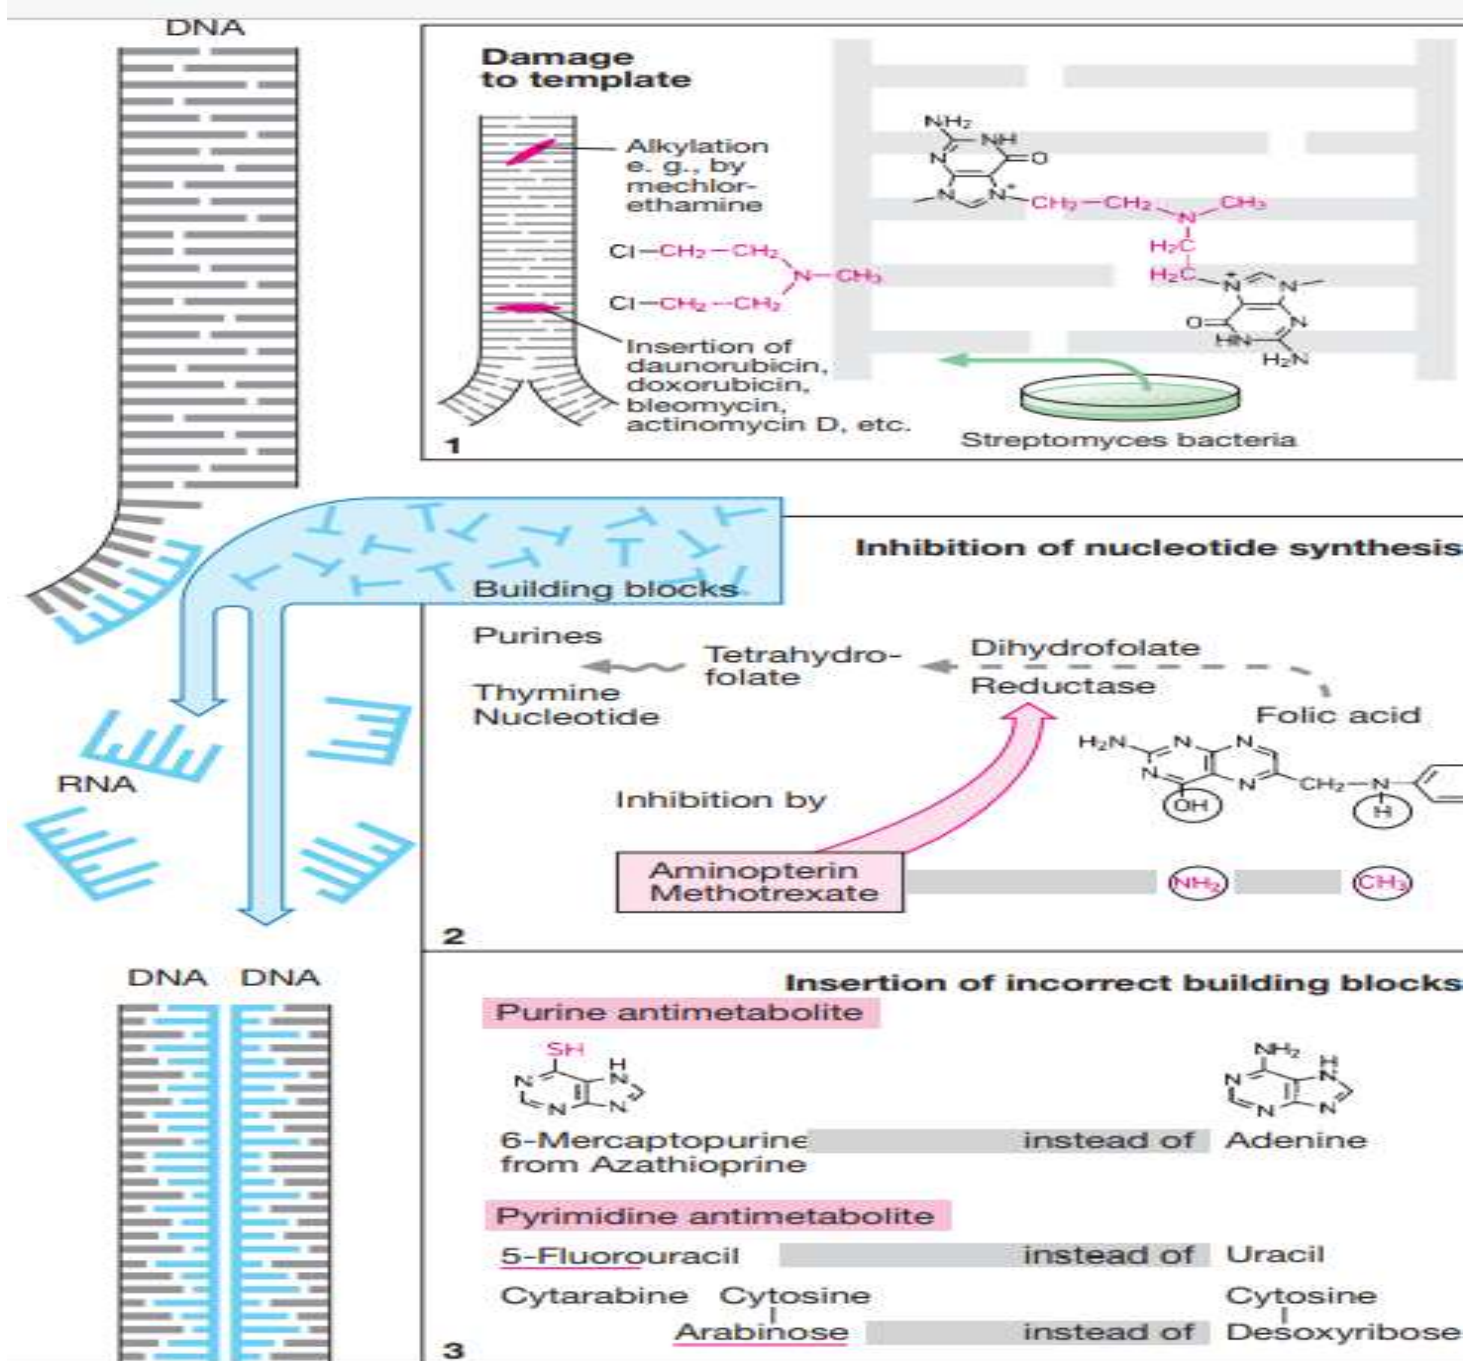 DNA
Damage
to template
Alkylation
e. g., by
mechlor-
ethamine
Cl—CH₂—CH₂
N—CH₃
Cl—CH₂—CH₂
Insertion of
daunorubicin,
doxorubicin,
bleomycin,
actinomycin D, etc.
NH₂
N
NH
O
N
N⁺
CH₂—CH₂
N
CH₃
H₂C
H₂C
N⁺
N
O
N
HN
H₂N
Streptomyces bacteria
1
Inhibition of nucleotide synthesis
Building blocks
Purines
Thymine
Nucleotide
Tetrahydro-
folate
Dihydrofolate
Reductase
Folic acid
H₂N
N
N
N
N
OH
CH₂—N
H
Inhibition by
Aminopterin
Methotrexate
NH₂
CH₃
2
RNA
DNA DNA
Insertion of incorrect building blocks
Purine antimetabolite
SH
N
H
N
N
N
NH₂
N
H
N
N
N
6-Mercaptopurine instead of Adenine
from Azathioprine
Pyrimidine antimetabolite
5-Fluorouracil instead of Uracil
Cytarabine Cytosine Cytosine
Arabinose instead of Desoxyribose
3